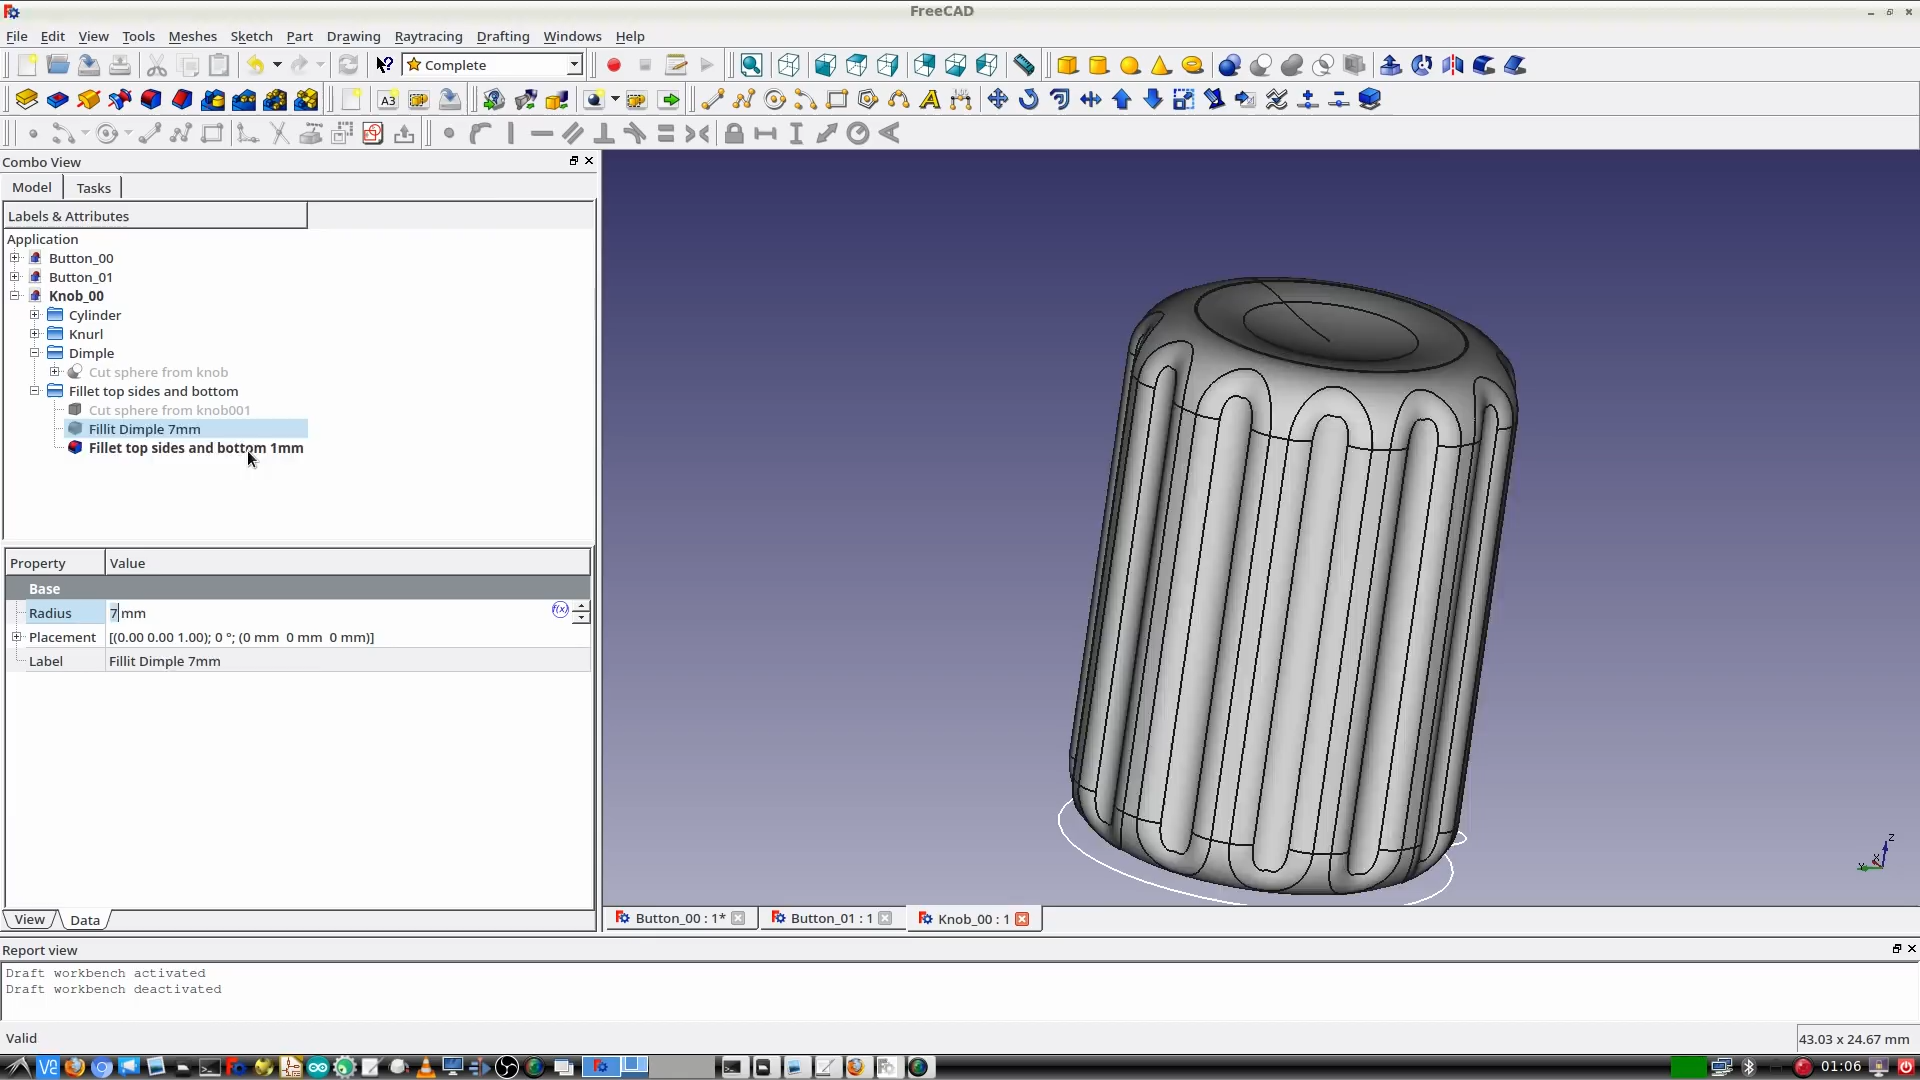 FreeCAD
File Edit View Tools Meshes Sketch Part Drawing Raytracing Drafting Windows Help
Complete
A3
Combo View
Model Tasks
Labels & Attributes
Application
Button_00
Button_01
Knob_00
Cylinder
Knurl
Dimple
Cut sphere from knob
Fillet top sides and bottom
Cut sphere from knob001
Fillit Dimple 7mm
Fillet top sides and bottom 1mm
Property Value
Base
Radius 7 mm f(x)
Placement [(0.00 0.00 1.00); 0 °; (0 mm 0 mm 0 mm)]
Label Fillit Dimple 7mm
Z
View Data
Button_00 : 1* Button_01 : 1 Knob_00 : 1
Report view
Draft workbench activated
Draft workbench deactivated
Valid
43.03 x 24.67 mm
01:06